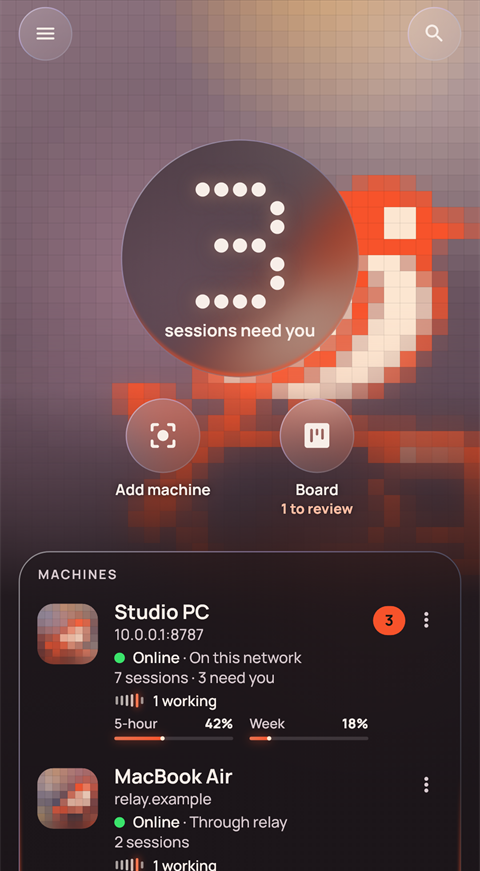 3
sessions need you
Add machine
Board
1 to review
MACHINES
Studio PC
3
10.0.0.1:8787
Online · On this network
7 sessions · 3 need you
1 working
5-hour 42% Week 18%
MacBook Air
relay.example
Online · Through relay
2 sessions
1 working